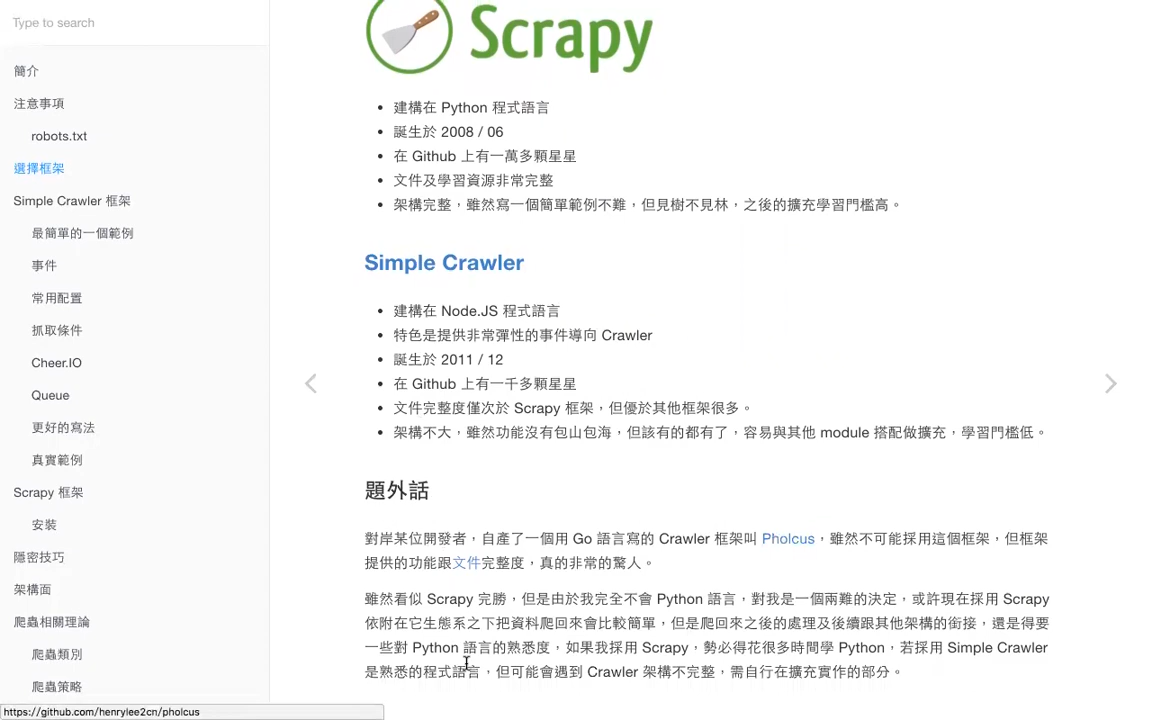 Type to search
簡介
注意事項
robots.txt
選擇框架
Simple Crawler 框架
最簡單的一個範例
事件
常用配置
抓取條件
Cheer.IO
Queue
更好的寫法
真實範例
Scrapy 框架
安裝
隱密技巧
架構面
爬蟲相關理論
爬蟲類別
爬蟲策略
Scrapy
建構在 Python 程式語言
誕生於 2008 / 06
在 Github 上有一萬多顆星星
文件及學習資源非常完整
架構完整，雖然寫一個簡單範例不難，但見樹不見林，之後的擴充學習門檻高。
Simple Crawler
建構在 Node.JS 程式語言
特色是提供非常彈性的事件導向 Crawler
誕生於 2011 / 12
在 Github 上有一千多顆星星
文件完整度僅次於 Scrapy 框架，但優於其他框架很多。
架構不大，雖然功能沒有包山包海，但該有的都有了，容易與其他 module 搭配做擴充，學習門檻低。
題外話
對岸某位開發者，自產了一個用 Go 語言寫的 Crawler 框架叫 Pholcus，雖然不可能採用這個框架，但框架
提供的功能跟文件完整度，真的非常的驚人。
雖然看似 Scrapy 完勝，但是由於我完全不會 Python 語言，對我是一個兩難的決定，或許現在採用 Scrapy
依附在它生態系之下把資料爬回來會比較簡單，但是爬回來之後的處理及後續跟其他架構的銜接，還是得要
一些對 Python 語言的熟悉度，如果我採用 Scrapy，勢必得花很多時間學 Python，若採用 Simple Crawler
是熟悉的程式語言，但可能會遇到 Crawler 架構不完整，需自行在擴充實作的部分。
https://github.com/henrylee2cn/pholcus